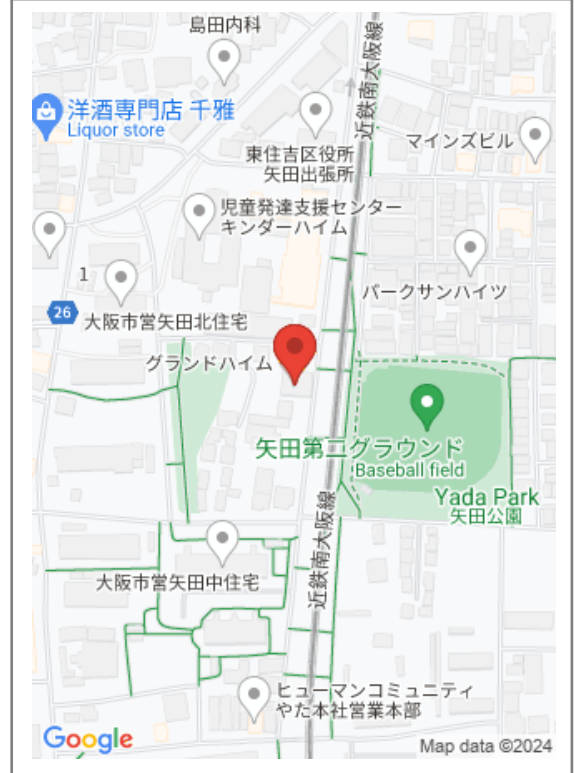 島田内科
近鉄南大阪線
洋酒専門店 千雅
Liquor store
マインズビル
東住吉区役所
矢田出張所
児童発達支援センター
キンダーハイム
1
パークサンハイツ
26
大阪市営矢田北住宅
グランドハイム
矢田第二グラウンド
Baseball field
Yada Park
矢田公園
近鉄南大阪線
大阪市営矢田中住宅
ヒューマンコミュニティ
やた本社営業本部
Google
Map data ©2024